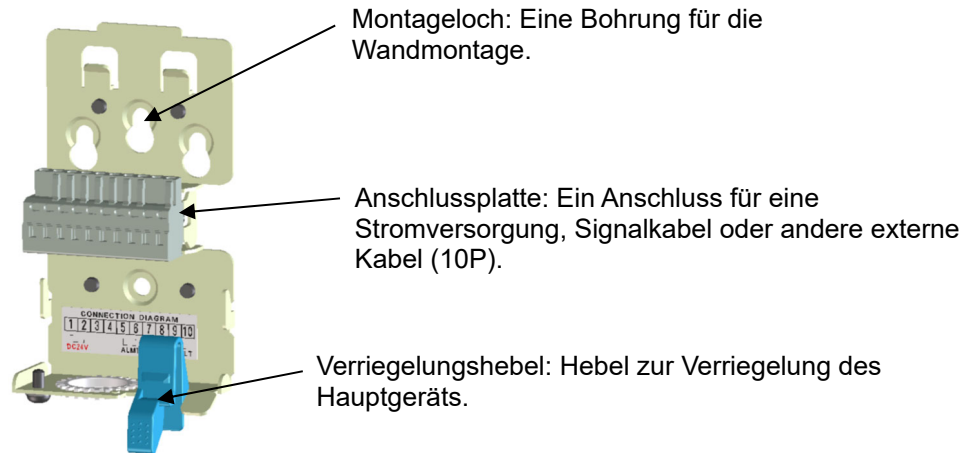 Montageloch: Eine Bohrung für die
Wandmontage.
Anschlussplatte: Ein Anschluss für eine
Stromversorgung, Signalkabel oder andere externe
Kabel (10P).
CONNECTION DIAGRAM
1 2 3 4 5 6 7 8 9 10
DC24V
Verriegelungshebel: Hebel zur Verriegelung des
Hauptgeräts.